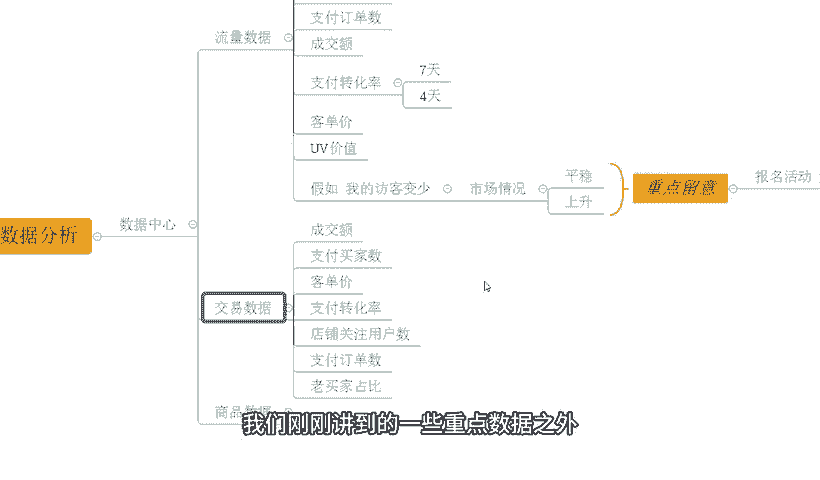 支付订单数
流量数据
成交额
支付转化率
7天
4天
客单价
UV价值
假如 我的访客变少
市场情况
平稳
上升
重点留意
报名活动
数据分析
数据中心
成交额
支付买家数
客单价
交易数据
支付转化率
店铺关注用户数
支付订单数
老买家占比
商品数据
我们刚刚讲到的一些重点数据之外